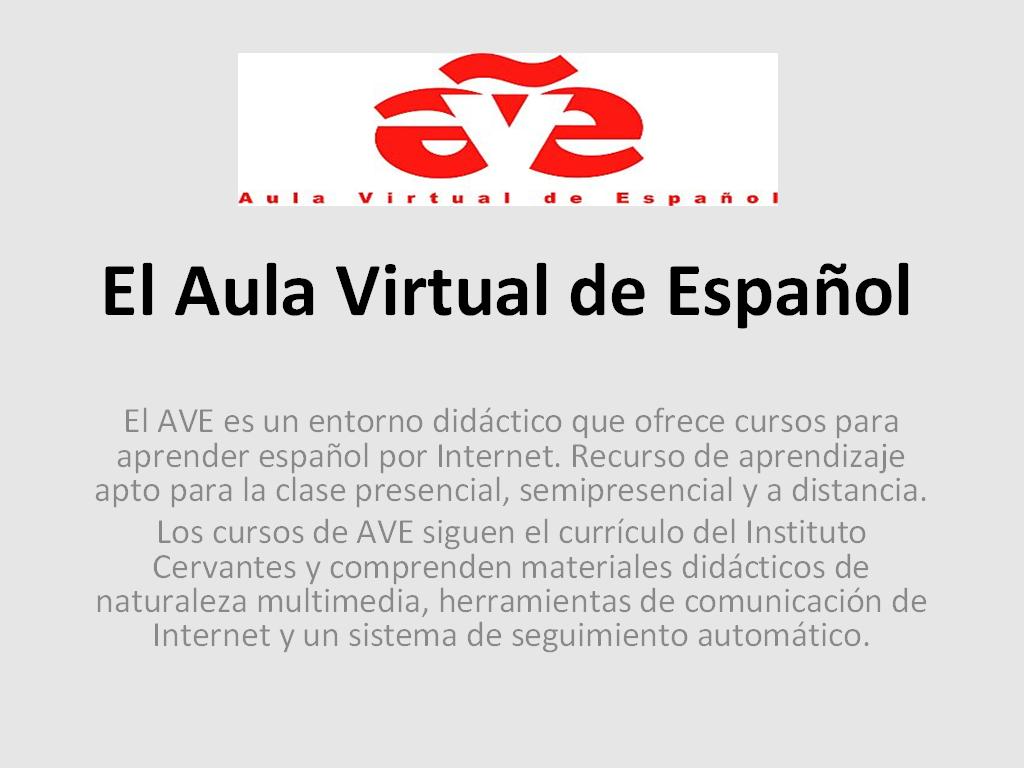 avẽ
Aula Virtual de Español
El Aula Virtual de Español
El AVE es un entorno didáctico que ofrece cursos para
aprender español por Internet. Recurso de aprendizaje
apto para la clase presencial, semipresencial y a distancia.
Los cursos de AVE siguen el currículo del Instituto
Cervantes y comprenden materiales didácticos de
naturaleza multimedia, herramientas de comunicación de
Internet y un sistema de seguimiento automático.